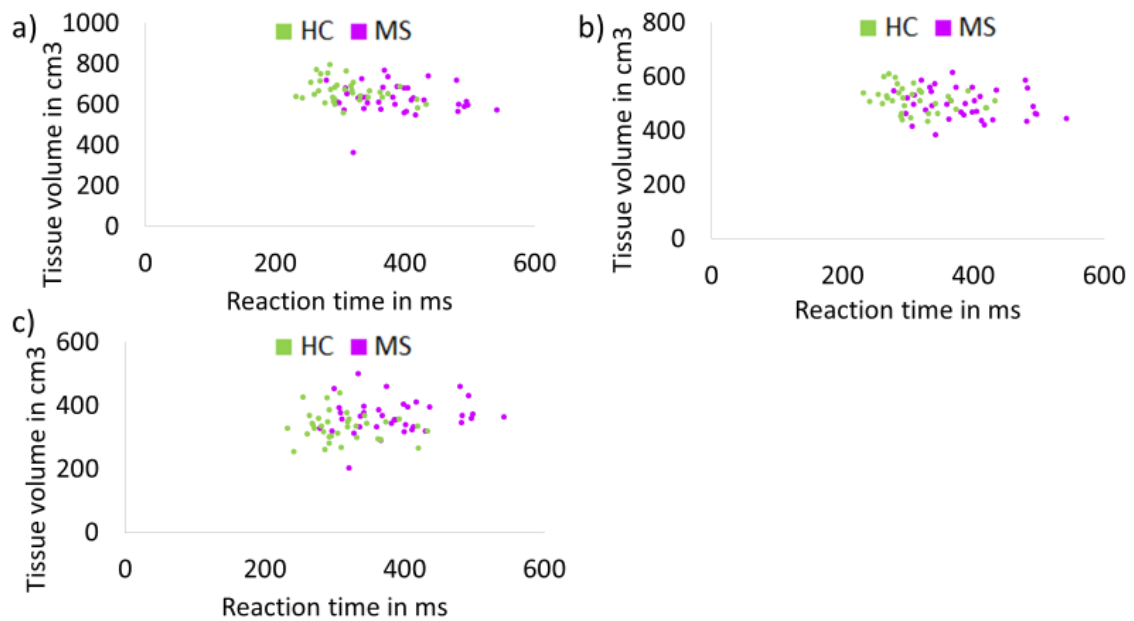 a)
HC MS
Tissue volume in cm3
1000
800
600
400
200
0
0 200 400 600
Reaction time in ms
b)
HC MS
Tissue volume in cm3
800
600
400
200
0
0 200 400 600
Reaction time in ms
c)
HC MS
Tissue volume in cm3
600
400
200
0
0 200 400 600
Reaction time in ms